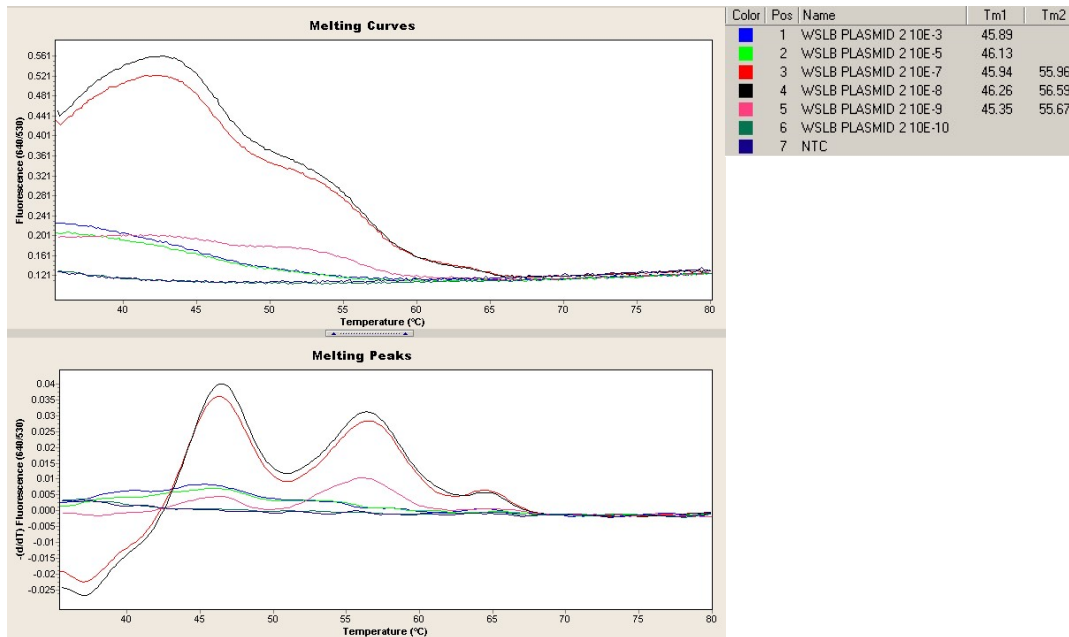 Melting Curves
Fluorescence (640/530)
0.561
0.521
0.481
0.441
0.401
0.361
0.321
0.281
0.241
0.201
0.161
0.121
40 45 50 55 60 65 70 75 80
Temperature (°C)
Melting Peaks
-(d/dT) Fluorescence (640/530)
0.04
0.035
0.03
0.025
0.02
0.015
0.01
0.005
0.000
-0.005
-0.01
-0.015
-0.02
-0.025
40 45 50 55 60 65 70 75 80
Temperature (°C)
Color Pos Name Tm1 Tm2
1 WSLB PLASMID 2 10E-3 45.89
2 WSLB PLASMID 2 10E-5 46.13
3 WSLB PLASMID 2 10E-7 45.94 55.96
4 WSLB PLASMID 2 10E-8 46.26 56.59
5 WSLB PLASMID 2 10E-9 45.35 55.67
6 WSLB PLASMID 2 10E-10
7 NTC